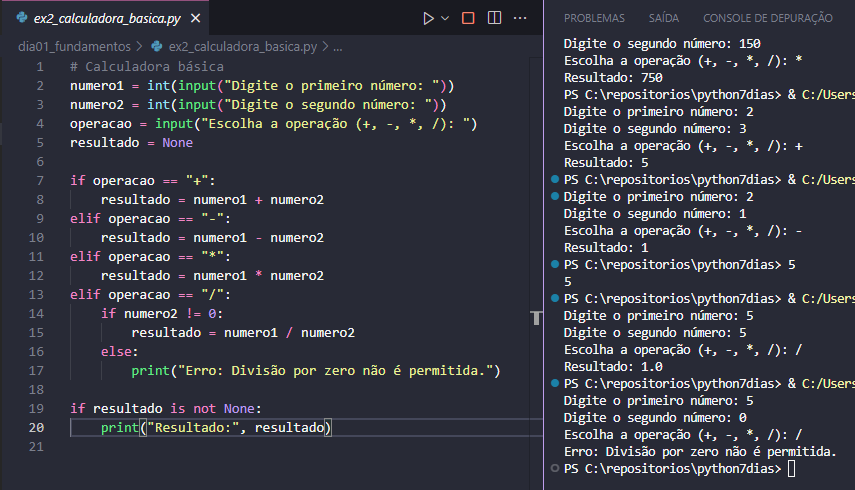 ex2_calculadora_basica.py
dia01_fundamentos > ex2_calculadora_basica.py > ...
1 # Calculadora básica
2 numero1 = int(input("Digite o primeiro número: "))
3 numero2 = int(input("Digite o segundo número: "))
4 operacao = input("Escolha a operação (+, -, *, /): ")
5 resultado = None
6
7 if operacao == "+":
8     resultado = numero1 + numero2
9 elif operacao == "-":
10     resultado = numero1 - numero2
11 elif operacao == "*":
12     resultado = numero1 * numero2
13 elif operacao == "/":
14     if numero2 != 0:
15         resultado = numero1 / numero2
16     else:
17         print("Erro: Divisão por zero não é permitida.")
18
19 if resultado is not None:
20     print("Resultado:", resultado)
21
PROBLEMAS SAÍDA CONSOLE DE DEPURAÇÃO
Digite o segundo número: 150
Escolha a operação (+, -, *, /): *
Resultado: 750
PS C:\repositorios\python7dias> & C:/Users
Digite o primeiro número: 2
Digite o segundo número: 3
Escolha a operação (+, -, *, /): +
Resultado: 5
PS C:\repositorios\python7dias> & C:/Users
Digite o primeiro número: 2
Digite o segundo número: 1
Escolha a operação (+, -, *, /): -
Resultado: 1
PS C:\repositorios\python7dias> 5
5
PS C:\repositorios\python7dias> & C:/Users
Digite o primeiro número: 5
Digite o segundo número: 5
Escolha a operação (+, -, *, /): /
Resultado: 1.0
PS C:\repositorios\python7dias> & C:/Users
Digite o primeiro número: 5
Digite o segundo número: 0
Escolha a operação (+, -, *, /): /
Erro: Divisão por zero não é permitida.
PS C:\repositorios\python7dias>